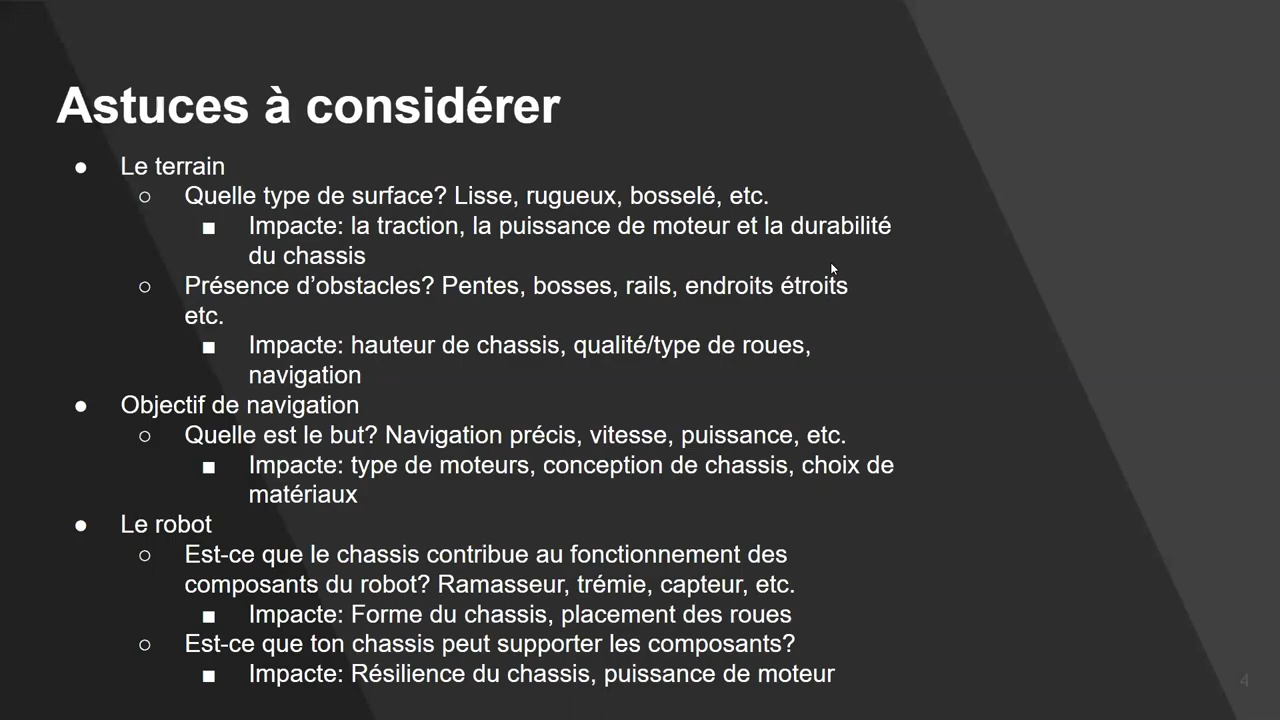 Astuces à considérer
● Le terrain
○ Quelle type de surface? Lisse, rugueux, bosselé, etc.
■ Impacte: la traction, la puissance de moteur et la durabilité
du chassis
○ Présence d’obstacles? Pentes, bosses, rails, endroits étroits
etc.
■ Impacte: hauteur de chassis, qualité/type de roues,
navigation
● Objectif de navigation
○ Quelle est le but? Navigation précis, vitesse, puissance, etc.
■ Impacte: type de moteurs, conception de chassis, choix de
matériaux
● Le robot
○ Est-ce que le chassis contribue au fonctionnement des
composants du robot? Ramasseur, trémie, capteur, etc.
■ Impacte: Forme du chassis, placement des roues
○ Est-ce que ton chassis peut supporter les composants?
■ Impacte: Résilience du chassis, puissance de moteur
4